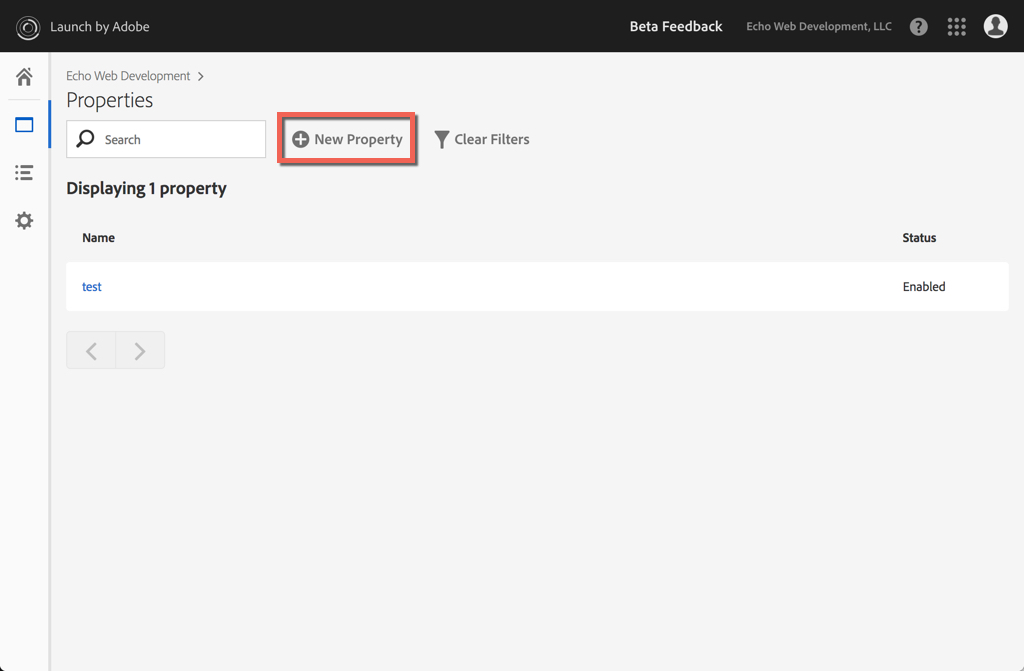 Launch by Adobe
Beta Feedback
Echo Web Development, LLC
?
Echo Web Development >
Properties
Search
New Property
Clear Filters
Displaying 1 property
Name Status
test Enabled